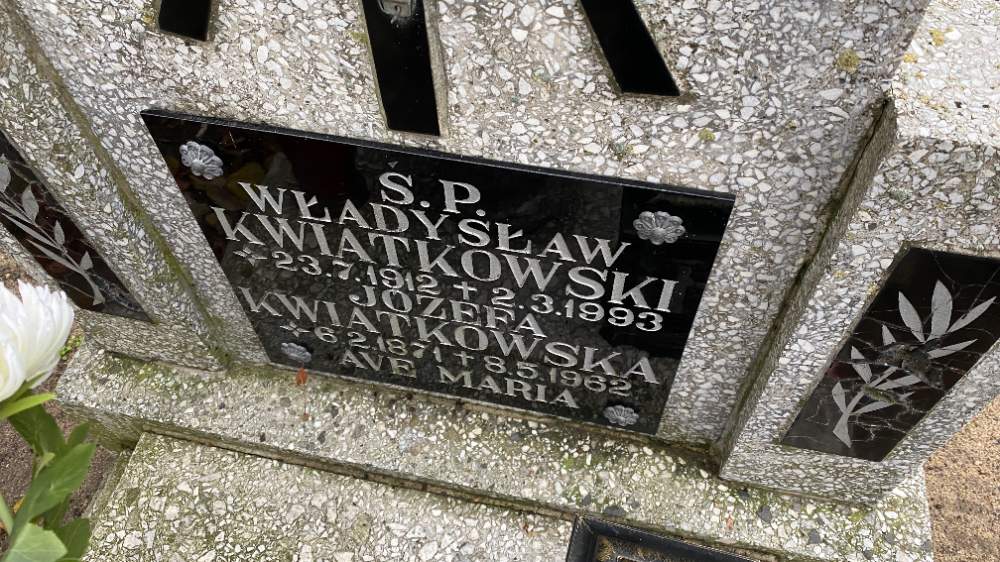 Ś. P.
WŁADYSŁAW
KWIATKOWSKI
* 23.7.1912 + 2.3.1993
JÓZEFA
KWIATKOWSKA
* 6.2.1871 + 8.5.1962
AVE MARIA